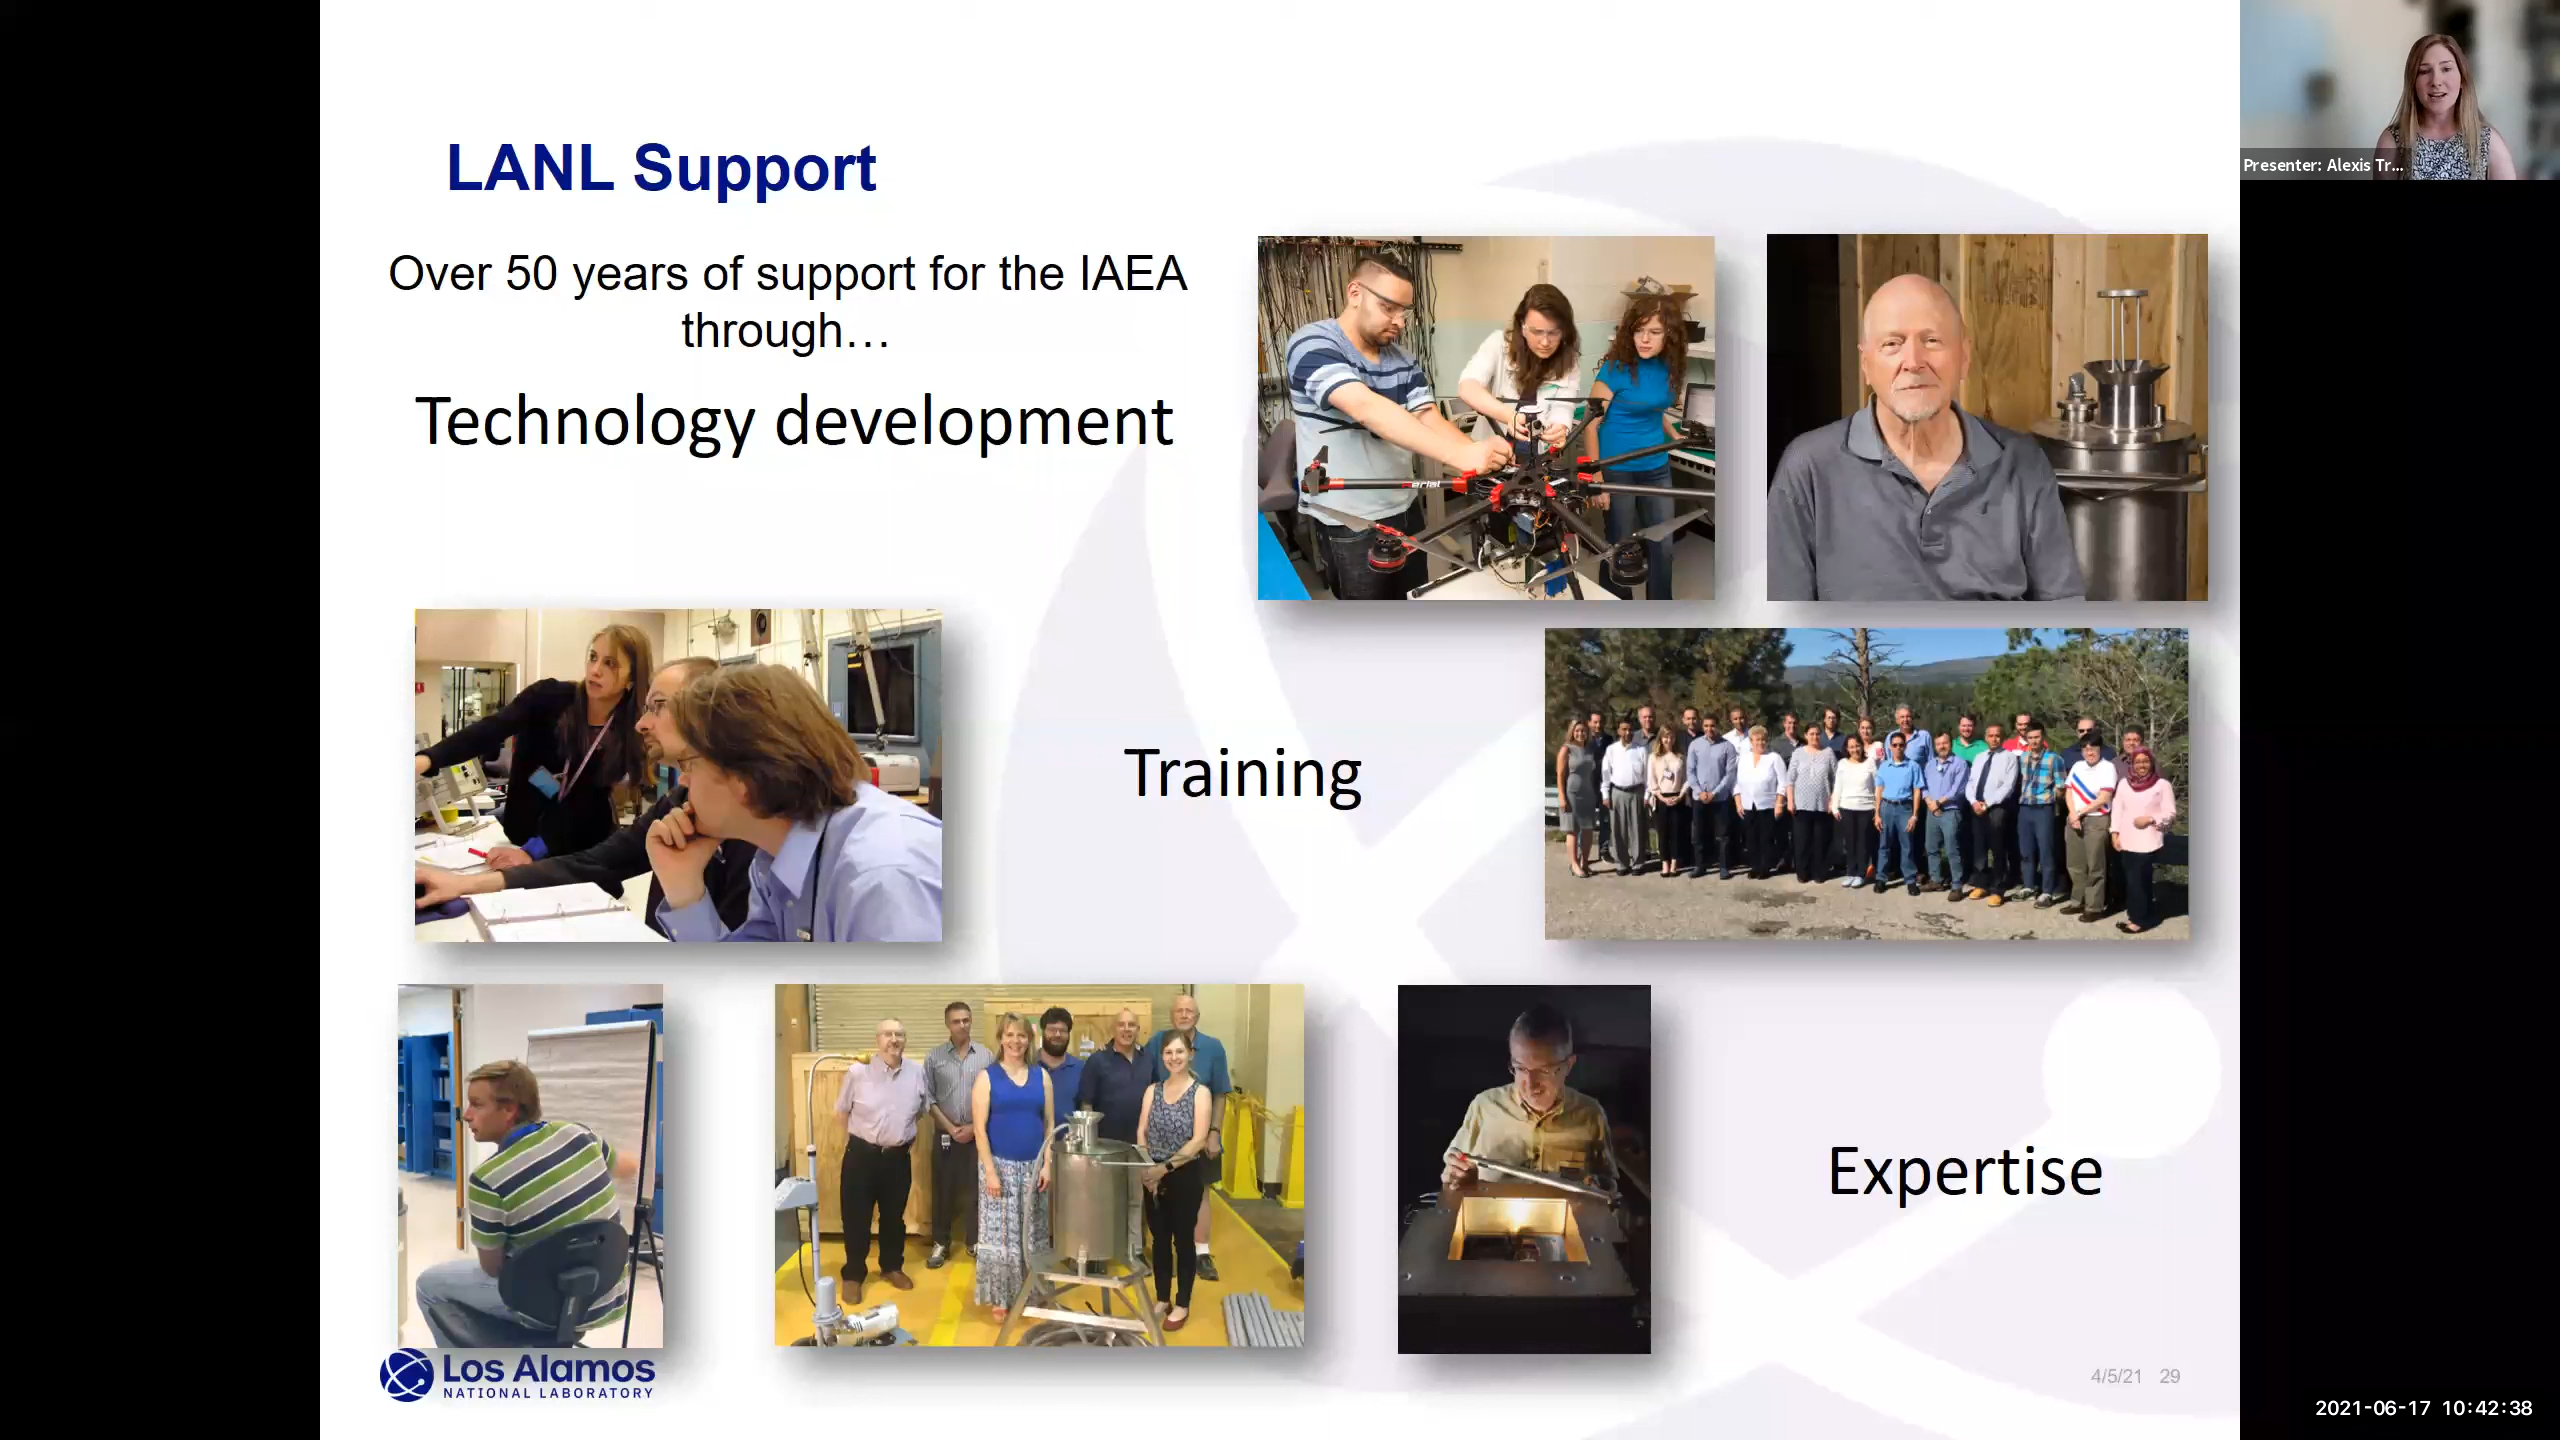 LANL Support
Presenter: Alexis Tr...
Over 50 years of support for the IAEA
through…
Technology development
Training
Expertise
Los Alamos
NATIONAL LABORATORY
4/5/21 29
2021-06-17 10:42:38